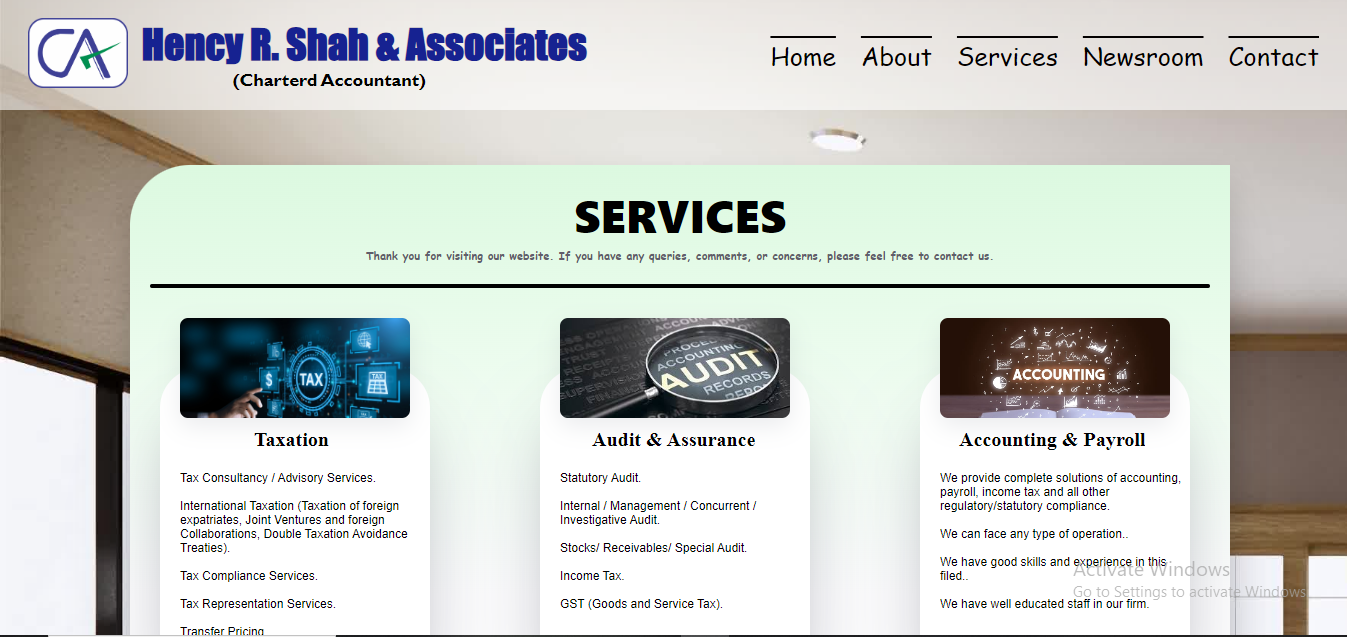 CA
Hency R. Shah & Associates
(Charterd Accountant)
Home About Services Newsroom Contact
SERVICES
Thank you for visiting our website. If you have any queries, comments, or concerns, please feel free to contact us.
$ TAX TAX
PROCESS
ACCOUNTING
AUDIT
RECORDS
ACCOUNTING
Taxation
Tax Consultancy / Advisory Services.
International Taxation (Taxation of foreign
expatriates, Joint Ventures and foreign
Collaborations, Double Taxation Avoidance
Treaties).
Tax Compliance Services.
Tax Representation Services.
Transfer Pricing
Audit & Assurance
Statutory Audit.
Internal / Management / Concurrent /
Investigative Audit.
Stocks/ Receivables/ Special Audit.
Income Tax.
GST (Goods and Service Tax).
Accounting & Payroll
We provide complete solutions of accounting,
payroll, income tax and all other
regulatory/statutory compliance.
We can face any type of operation..
We have good skills and experience in this
filed..
We have well educated staff in our firm.
Activate Windows
Go to Settings to activate Windows.